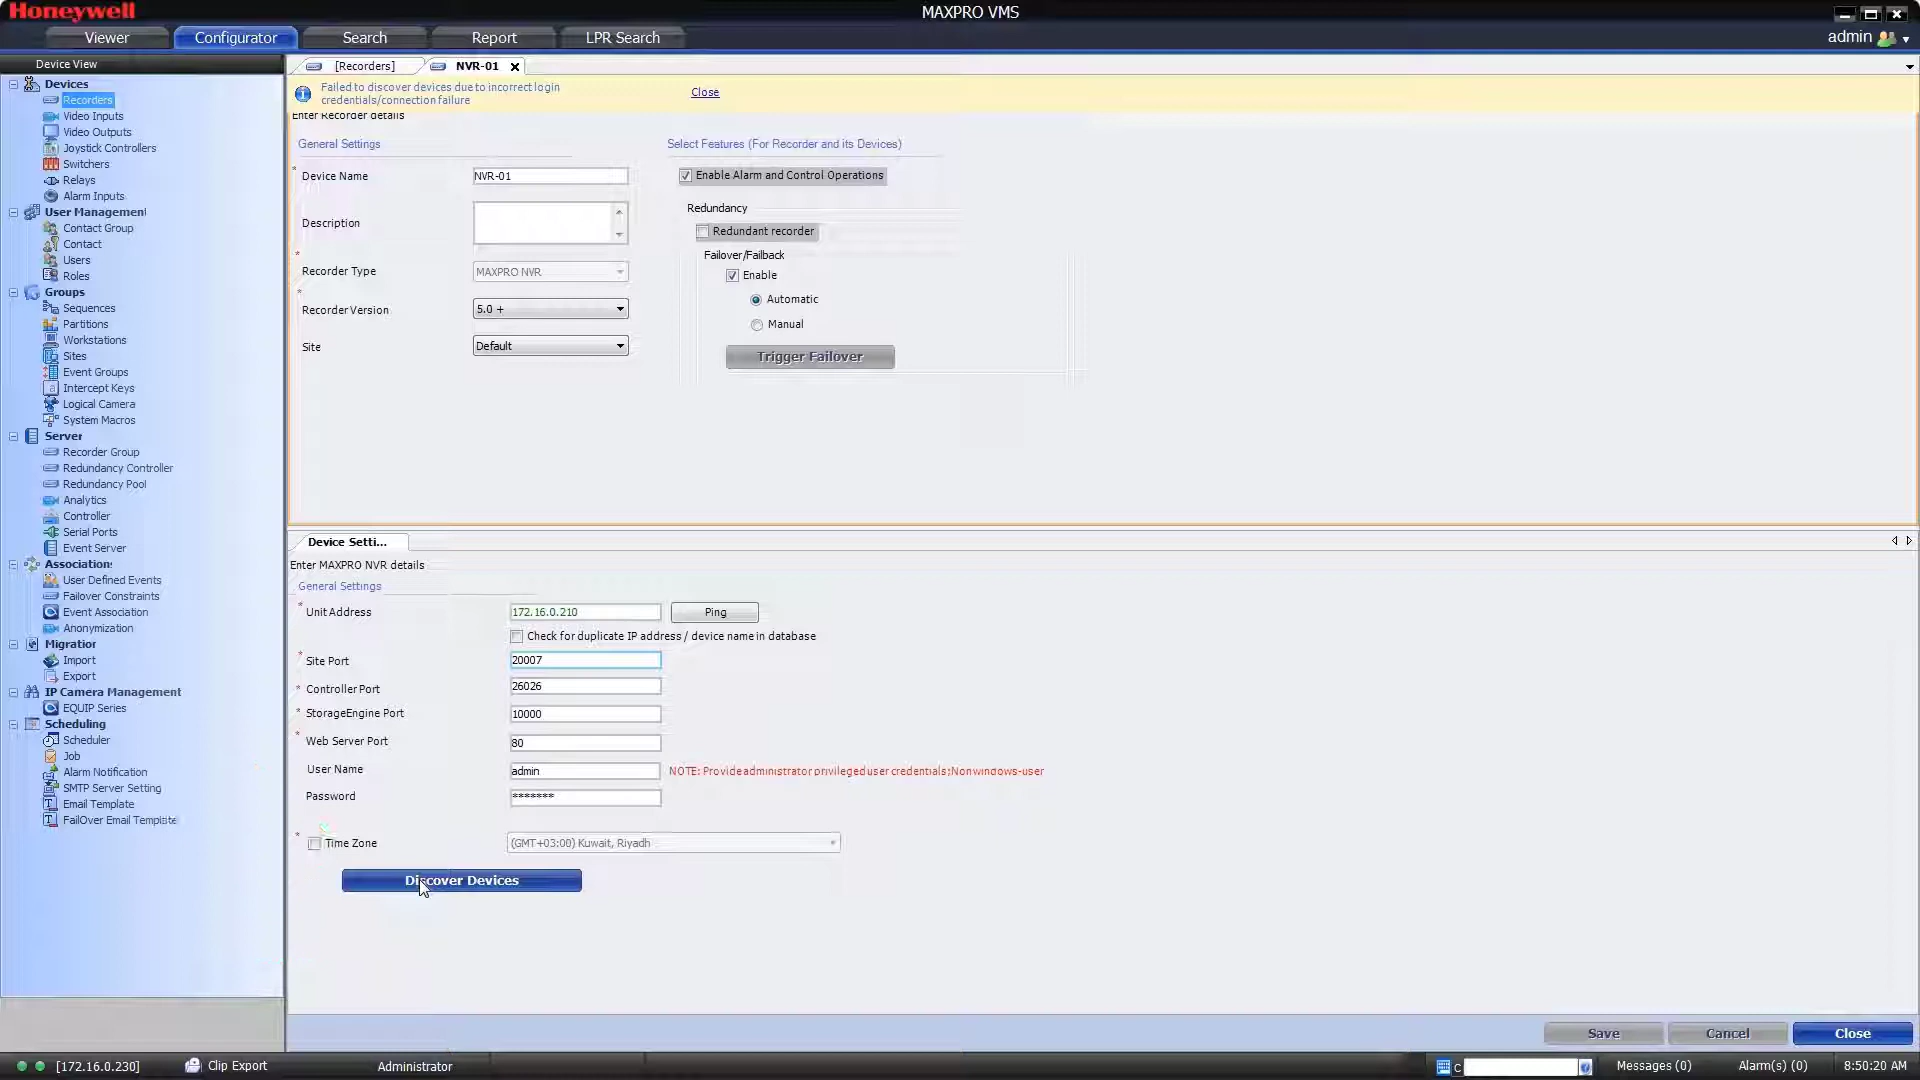 Honeywell
MAXPRO VMS
Viewer
Configurator
Search
Report
LPR Search
admin
Device View
[Recorders]
NVR-01
Devices
Recorders
Video Inputs
Video Outputs
Joystick Controllers
Switchers
Relays
Alarm Inputs
User Management
Contact Group
Contact
Users
Roles
Groups
Sequences
Partitions
Workstations
Sites
Event Groups
Intercept Keys
Logical Camera
System Macros
Server
Recorder Group
Redundancy Controller
Redundancy Pool
Analytics
Controller
Serial Ports
Event Server
Associations
User Defined Events
Failover Constraints
Event Association
Anonymization
Migration
Import
Export
IP Camera Management
EQUIP Series
Scheduling
Scheduler
Job
Alarm Notification
SMTP Server Setting
Email Template
FailOver Email Template
Failed to discover devices due to incorrect login
credentials/connection failure
Close
Enter Recorder details
General Settings
Select Features (For Recorder and its Devices)
* Device Name
NVR-01
Enable Alarm and Control Operations
Description
Redundancy
Redundant recorder
Failover/Failback
Enable
* Recorder Type
MAXPRO NVR
Automatic
* Recorder Version
5.0 +
Manual
Site
Default
Trigger Failover
Device Setti...
Enter MAXPRO NVR details
General Settings
* Unit Address
172.16.0.210
Ping
Check for duplicate IP address / device name in database
* Site Port
20007
* Controller Port
26026
* StorageEngine Port
10000
* Web Server Port
80
User Name
admin
NOTE: Provide administrator privileged user credentials;Non windows-user
Password
*******
* Time Zone
(GMT+03:00) Kuwait, Riyadh
Discover Devices
Save
Cancel
Close
[172.16.0.230]
Clip Export
Administrator
C
Messages (0)
Alarm(s) (0)
8:50:20 AM